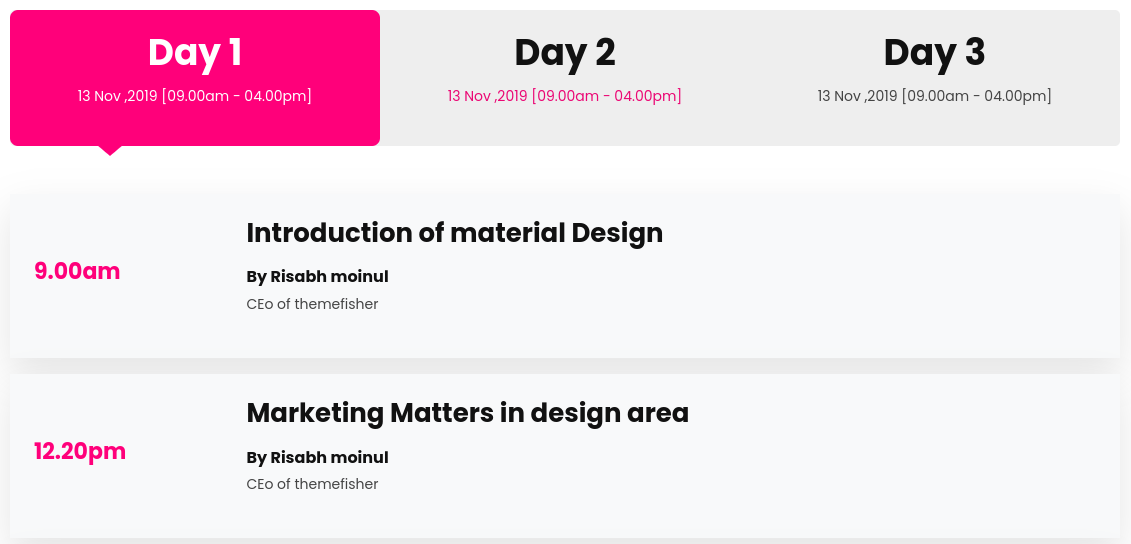 Day 1
13 Nov ,2019 [09.00am - 04.00pm]
Day 2
13 Nov ,2019 [09.00am - 04.00pm]
Day 3
13 Nov ,2019 [09.00am - 04.00pm]
9.00am
Introduction of material Design
By Risabh moinul
CEo of themefisher
12.20pm
Marketing Matters in design area
By Risabh moinul
CEo of themefisher